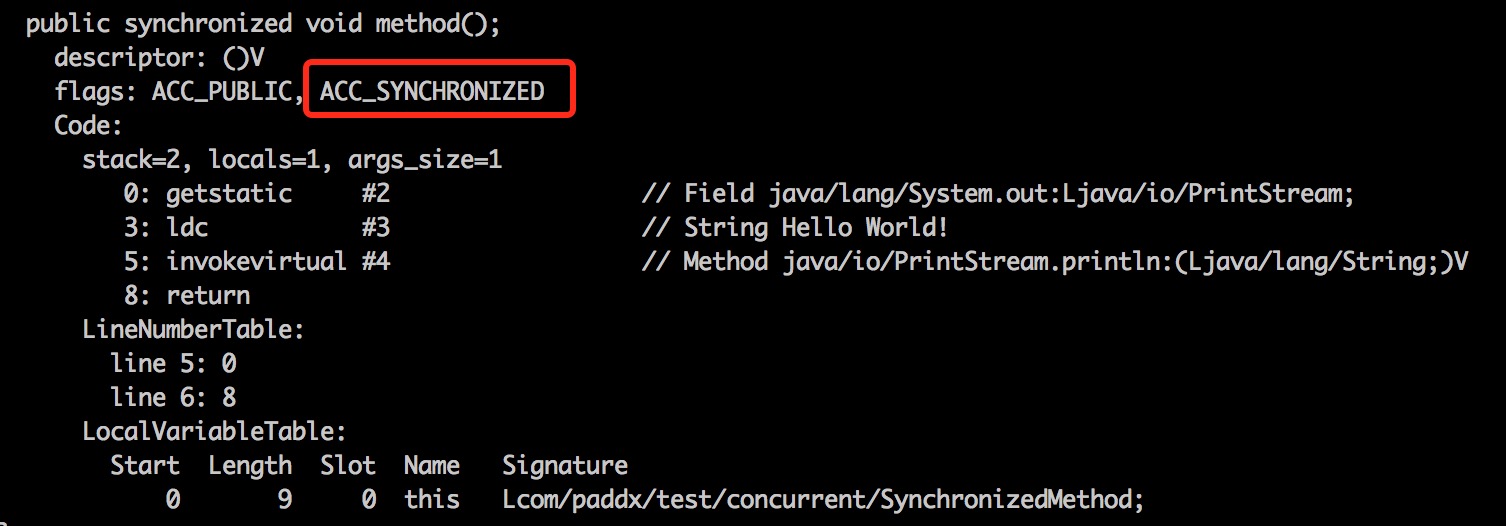 public synchronized void method();
descriptor: ()V
flags: ACC_PUBLIC, ACC_SYNCHRONIZED
Code:
stack=2, locals=1, args_size=1
0: getstatic #2 // Field java/lang/System.out:Ljava/io/PrintStream;
3: ldc #3 // String Hello World!
5: invokevirtual #4 // Method java/io/PrintStream.println:(Ljava/lang/String;)V
8: return
LineNumberTable:
line 5: 0
line 6: 8
LocalVariableTable:
Start Length Slot Name Signature
0 9 0 this Lcom/paddx/test/concurrent/SynchronizedMethod;